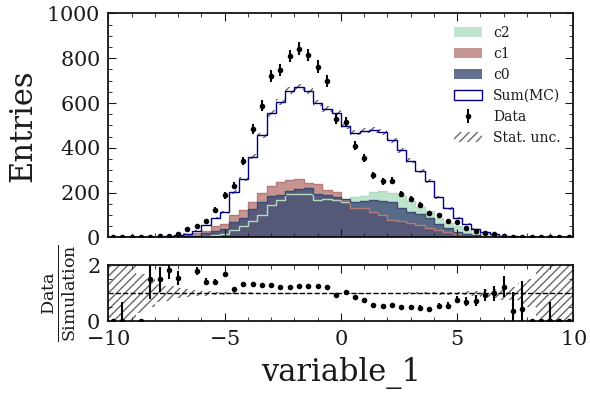 1000
800
600
400
200
0
Entries
c2
c1
c0
Sum(MC)
Data
Stat. unc.
2
0
Data
Simulation
−10
−5
0
5
10
variable_1